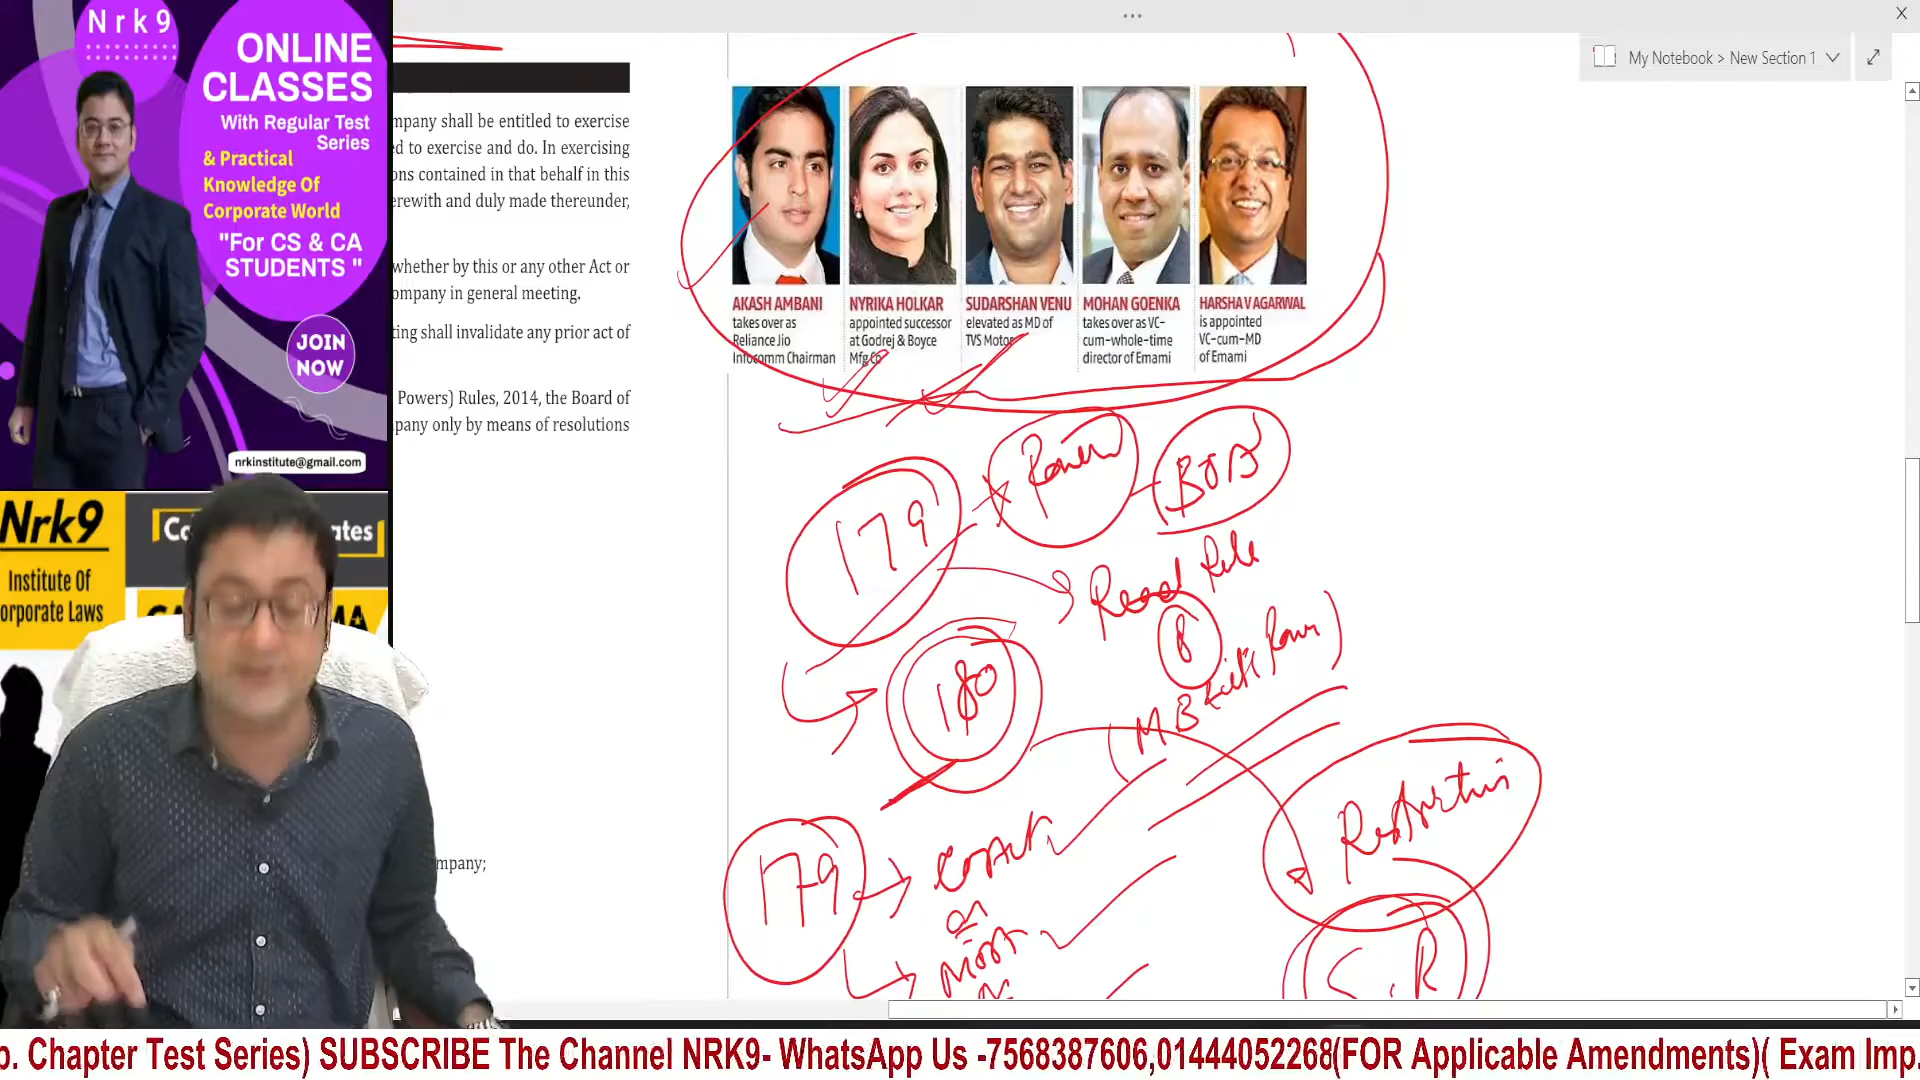 Nrk9
ONLINE
CLASSES
With Regular Test
Series
& Practical
Knowledge Of
Corporate World
"For CS & CA
STUDENTS "
JOIN
NOW
nrkinstitute@gmail.com
Nrk9
Institute Of
orporate Laws
Co
ates
MA
...
X
My Notebook > New Section 1
mpany shall be entitled to exercise
ed to exercise and do. In exercising
ons contained in that behalf in this
erewith and duly made thereunder,
whether by this or any other Act or
ompany in general meeting.
ting shall invalidate any prior act of
Powers) Rules, 2014, the Board of
pany only by means of resolutions
mpany;
AKASH AMBANI
takes over as
Reliance Jio
Infocomm Chairman
NYRIKA HOLKAR
appointed successor
at Godrej & Boyce
Mfg Co
SUDARSHAN VENU
elevated as MD of
TVS Motor
MOHAN GOENKA
takes over as VC-
cum-whole-time
director of Emami
HARSHA V AGARWAL
is appointed
VC-cum-MD
of Emami
179
Power
BOD
Read Rule
8
180
MB
Power)
Restriction
179
or
S.R
p. Chapter Test Series) SUBSCRIBE The Channel NRK9- WhatsApp Us -7568387606,01444052268(FOR Applicable Amendments)( Exam Imp.